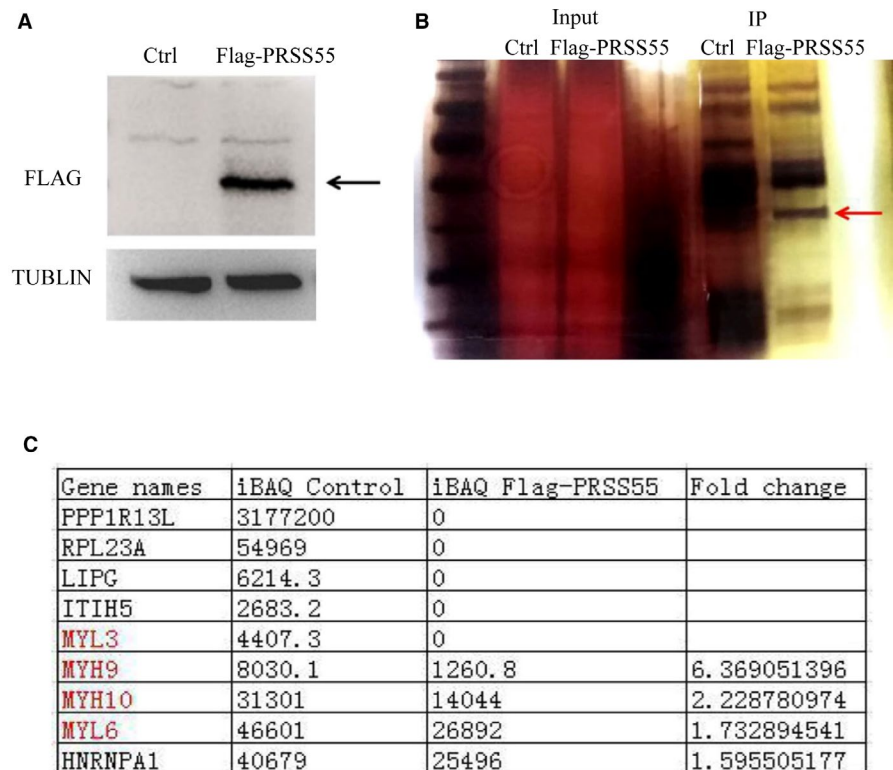 A
Ctrl Flag-PRSS55
FLAG
TUBLIN
B
Input IP
Ctrl Flag-PRSS55 Ctrl Flag-PRSS55
C
Gene names iBAQ Control iBAQ Flag-PRSS55 Fold change
PPP1R13L 3177200 0
RPL23A 54969 0
LIPG 6214.3 0
ITIH5 2683.2 0
MYL3 4407.3 0
MYH9 8030.1 1260.8 6.369051396
MYH10 31301 14044 2.228780974
MYL6 46601 26892 1.732894541
HNRNPA1 40679 25496 1.595505177